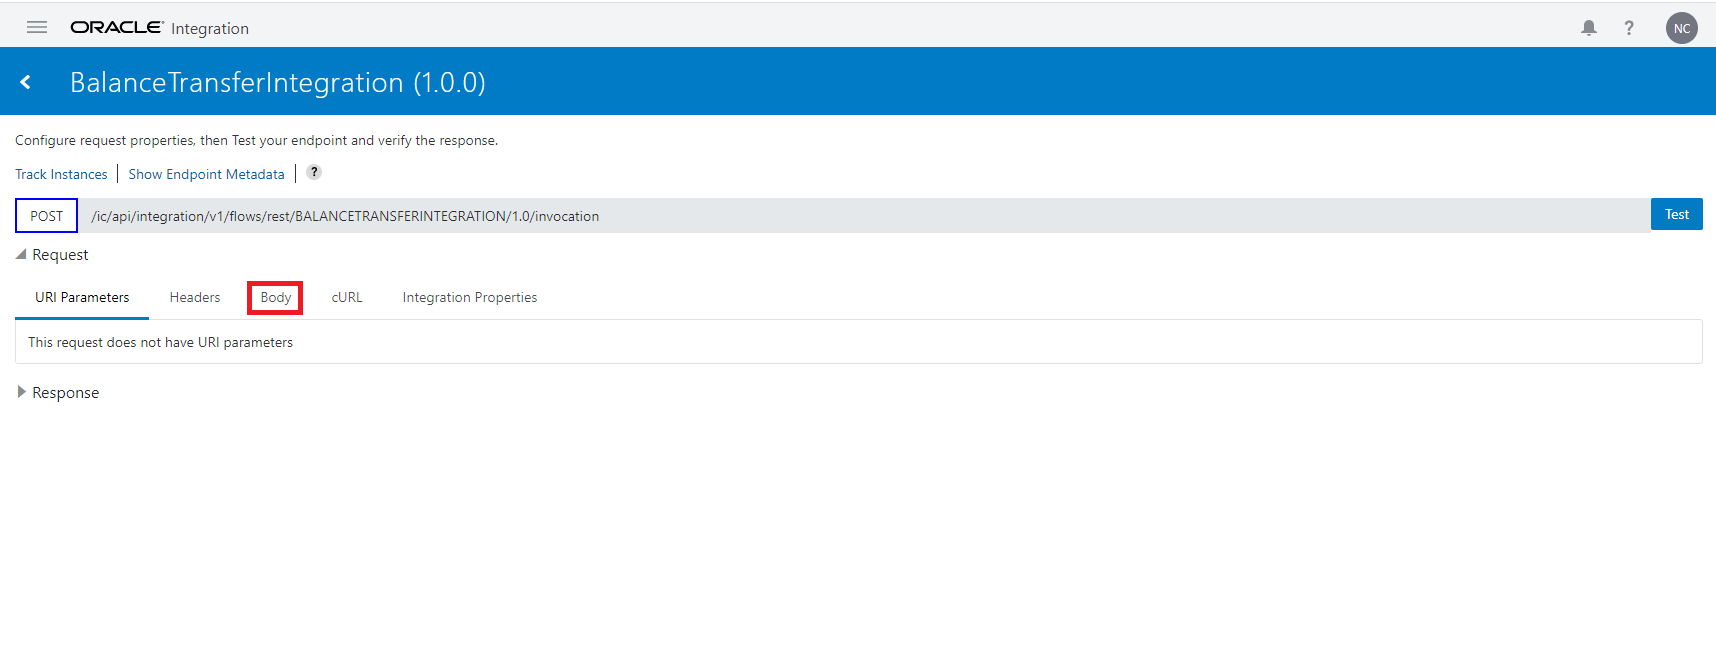 ORACLE Integration
? NC
BalanceTransferIntegration (1.0.0)
Configure request properties, then Test your endpoint and verify the response.
Track Instances Show Endpoint Metadata ?
POST /ic/api/integration/v1/flows/rest/BALANCETRANSFERINTEGRATION/1.0/invocation Test
Request
URI Parameters Headers Body cURL Integration Properties
This request does not have URI parameters
Response